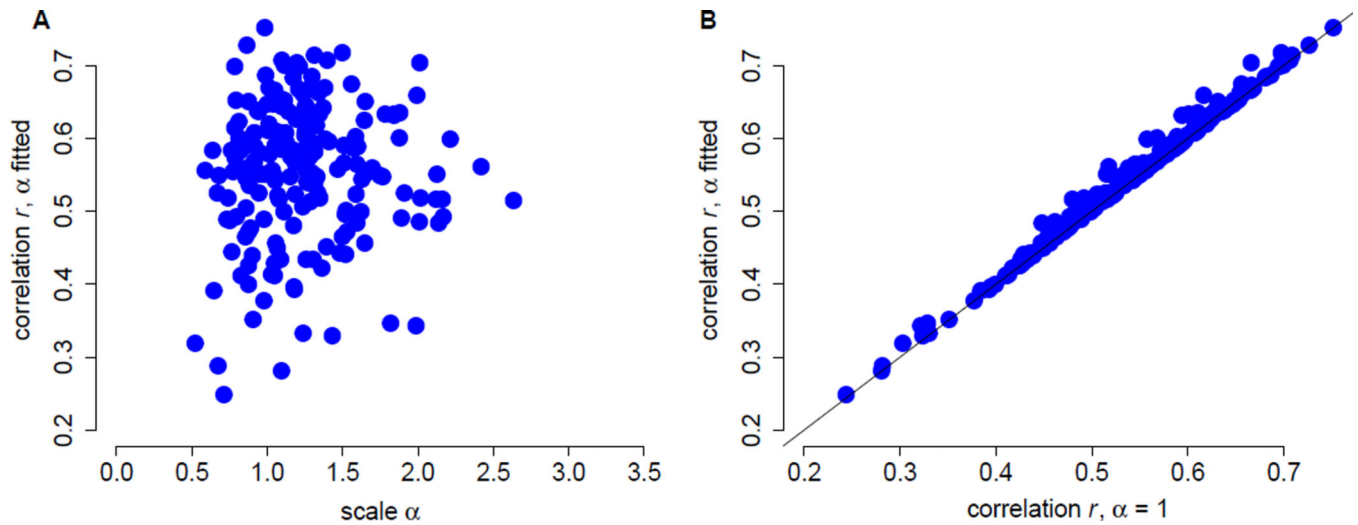 A
correlation r, α fitted
0.2 0.3 0.4 0.5 0.6 0.7
0.0 0.5 1.0 1.5 2.0 2.5 3.0 3.5
scale α
B
correlation r, α fitted
0.2 0.3 0.4 0.5 0.6 0.7
0.2 0.3 0.4 0.5 0.6 0.7
correlation r, α = 1